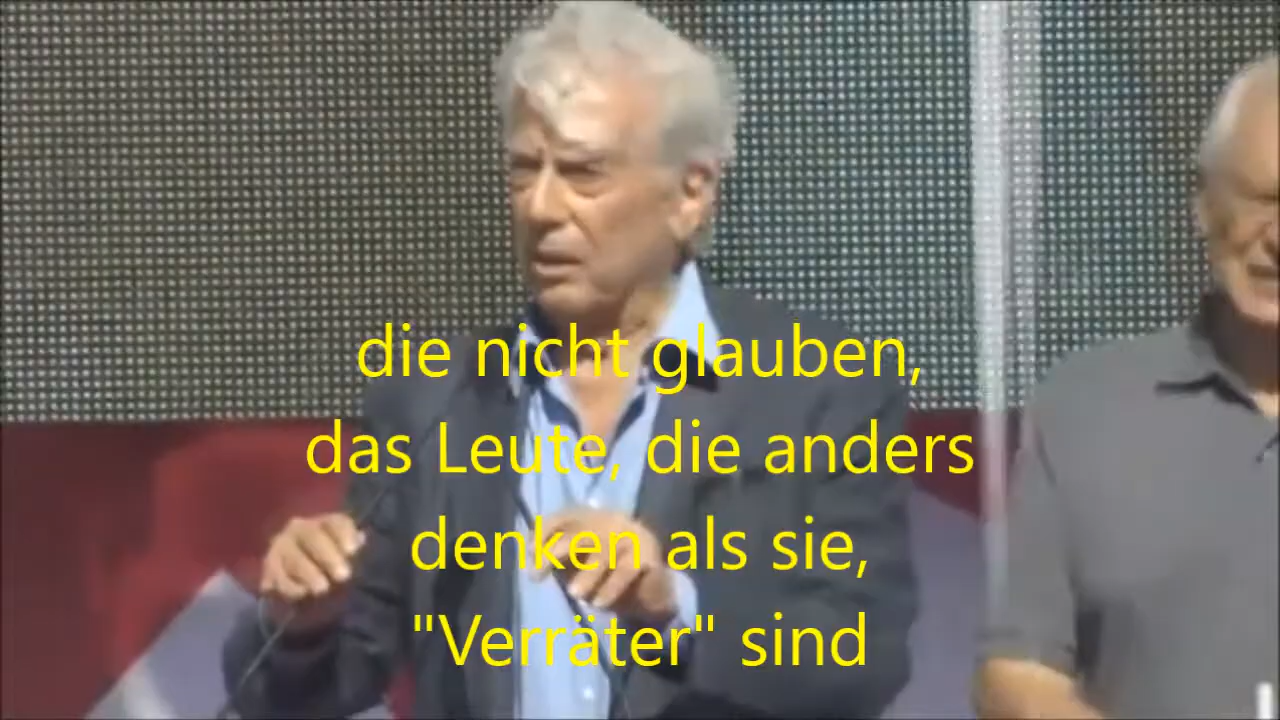 die nicht glauben,
das Leute, die anders
denken als sie,
"Verräter" sind